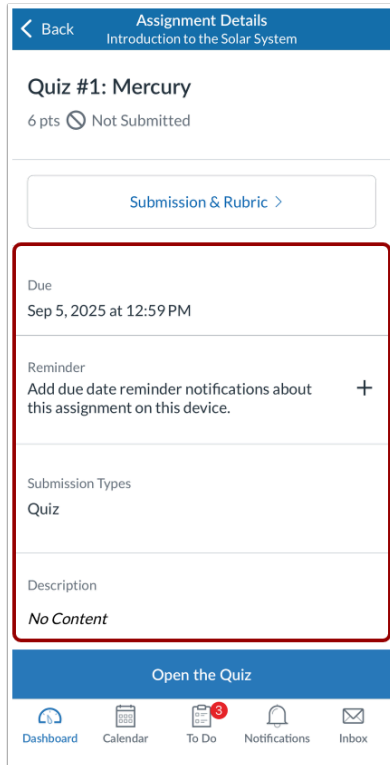 Back
Assignment Details
Introduction to the Solar System
Quiz #1: Mercury
6 pts Not Submitted
Submission & Rubric >
Due
Sep 5, 2025 at 12:59 PM
Reminder
Add due date reminder notifications about
this assignment on this device.
Submission Types
Quiz
Description
No Content
Open the Quiz
3
Dashboard Calendar To Do Notifications Inbox